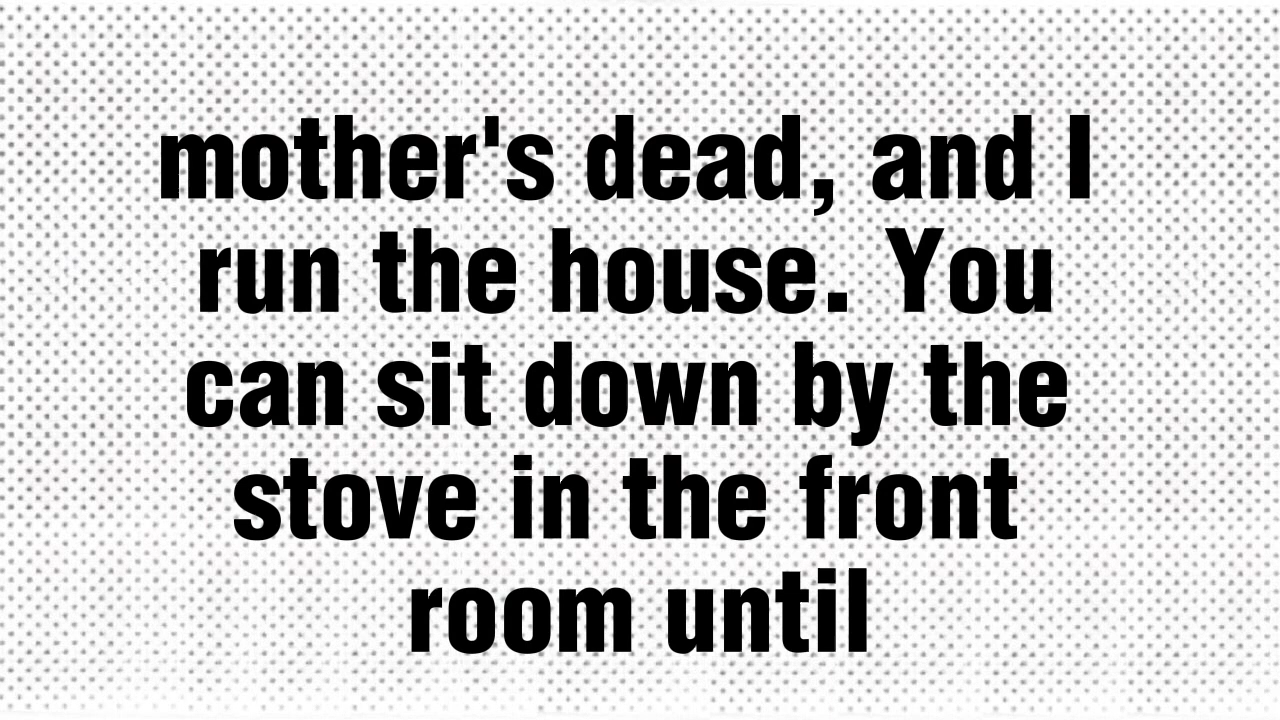 mother's dead, and I
run the house. You
can sit down by the
stove in the front
room until